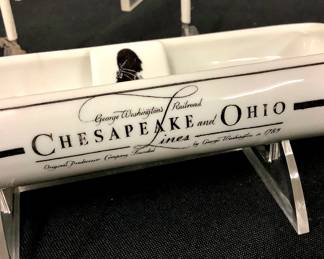 George Washington's Railroad
CHESAPEAKE and OHIO
Lines
Original Predecessor Company Founded by George Washington in 1785